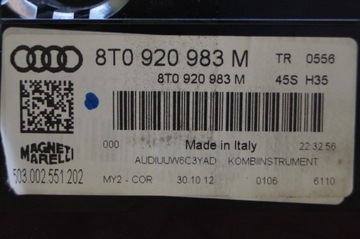 8T0 920 983 M TR 0556
8T0 920 983 M 45S H35
000 Made in Italy 22:32:56
MAGNETI MARELLI AUDIUUW6C3YAD KOMBIINSTRUMENT
503.002.551.202 MY2 - COR 30.10.12 0106 6110